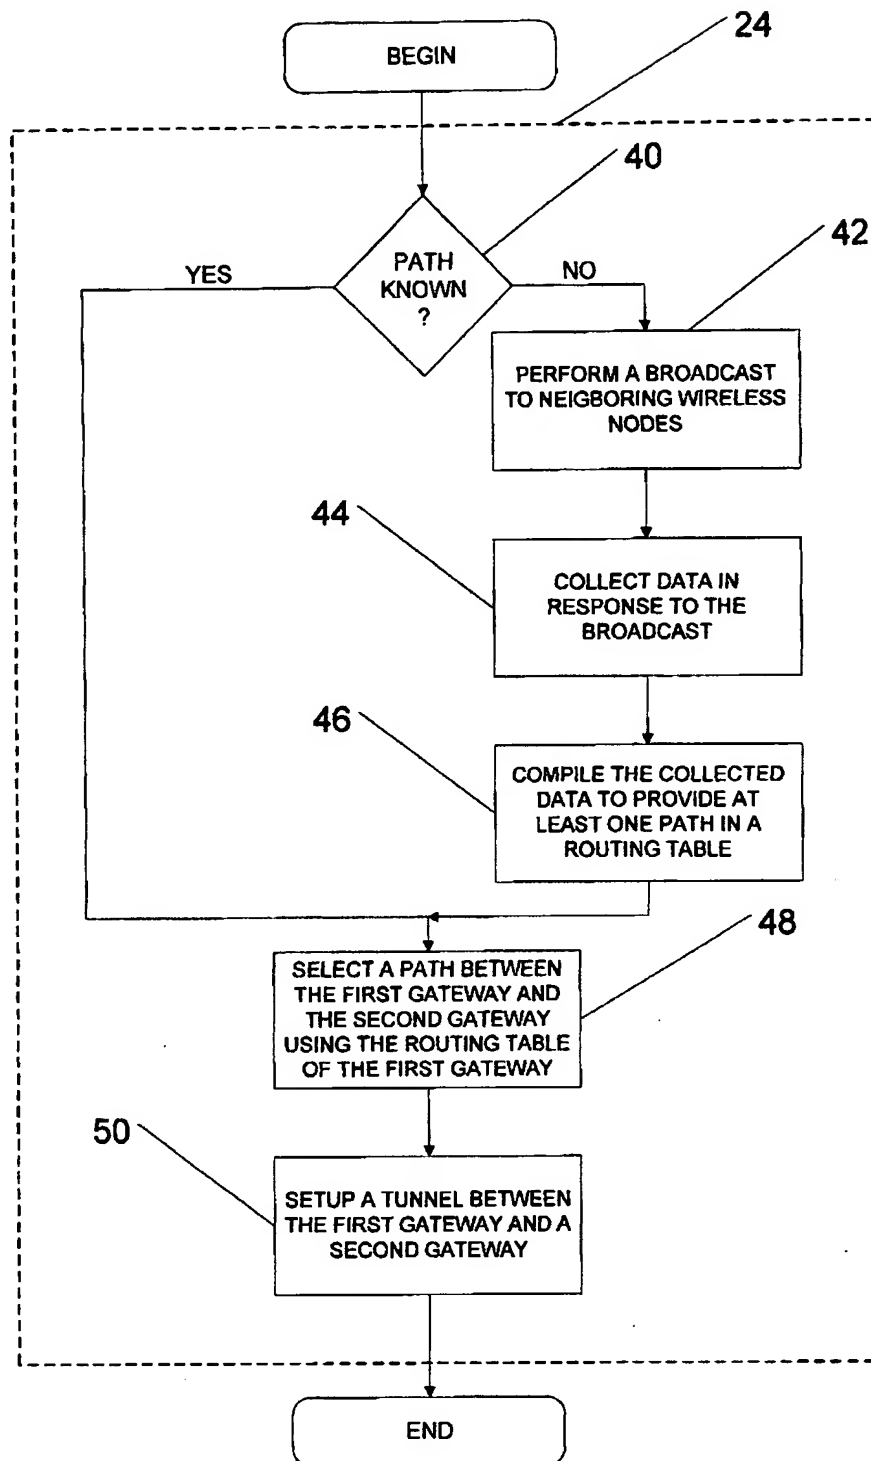 24
BEGIN
40
42
YES
PATH
KNOWN
?
NO
PERFORM A BROADCAST
TO NEIGBORING WIRELESS
NODES
44
COLLECT DATA IN
RESPONSE TO THE
BROADCAST
46
COMPILE THE COLLECTED
DATA TO PROVIDE AT
LEAST ONE PATH IN A
ROUTING TABLE
48
SELECT A PATH BETWEEN
THE FIRST GATEWAY AND
THE SECOND GATEWAY
USING THE ROUTING TABLE
OF THE FIRST GATEWAY
50
SETUP A TUNNEL BETWEEN
THE FIRST GATEWAY AND A
SECOND GATEWAY
END